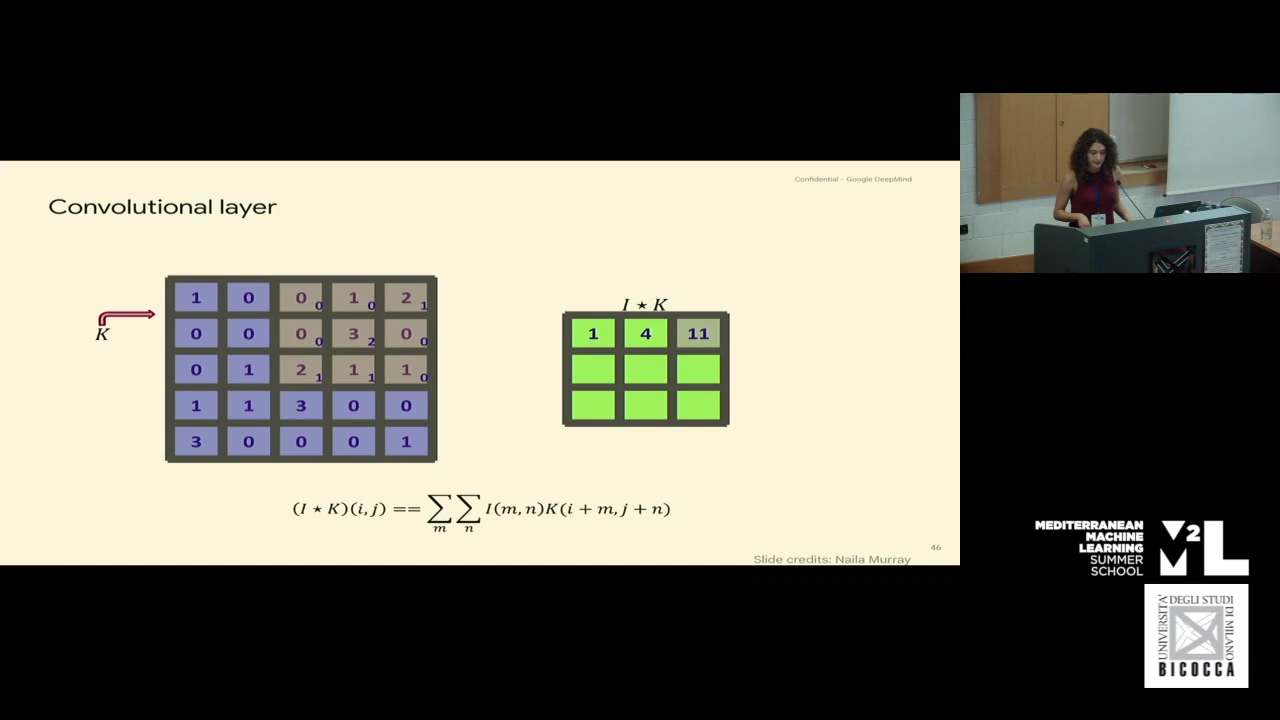 Confidential - Google DeepMind
Convolutional layer
K
1 0 0 0 1 0 2 1
0 0 0 0 3 2 0 0
0 1 2 1 1 1 1 0
1 1 3 0 0
3 0 0 0 1
I ⋆ K
1 4 11
(I ⋆ K)(i, j) == ∑m ∑n I(m, n)K(i + m, j + n)
46
Slide credits: Naila Murray
MEDITERRANEAN
MACHINE
LEARNING
SUMMER
SCHOOL
M2L
UNIVERSITA'
DEGLI STUDI
DI MILANO
BICOCCA